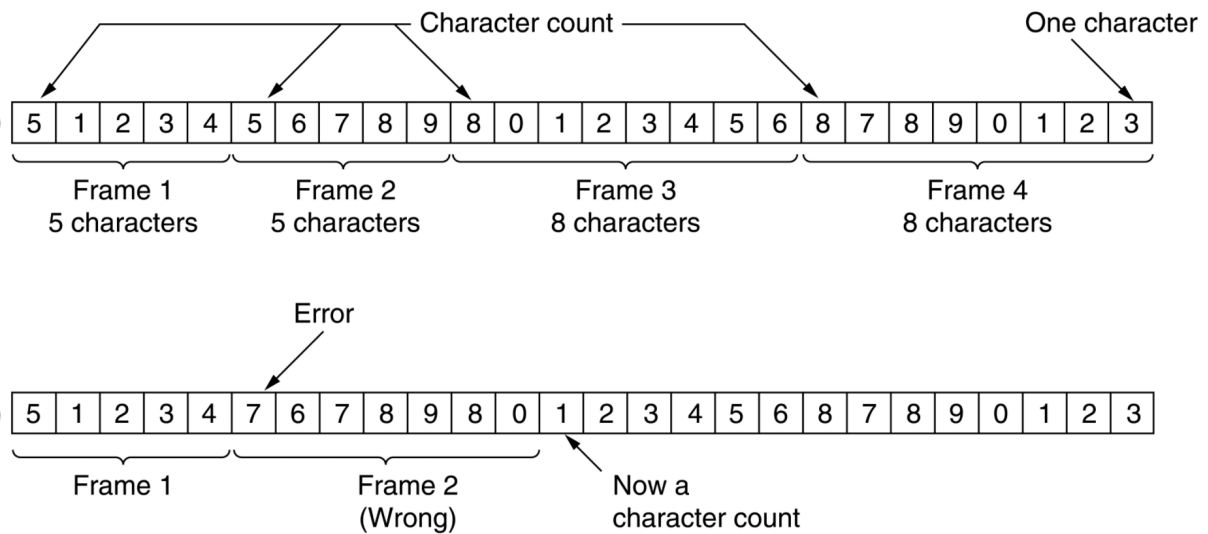 Character count
One character
5 1 2 3 4 5 6 7 8 9 8 0 1 2 3 4 5 6 8 7 8 9 0 1 2 3
Frame 1
5 characters
Frame 2
5 characters
Frame 3
8 characters
Frame 4
8 characters
Error
5 1 2 3 4 7 6 7 8 9 8 0 1 2 3 4 5 6 8 7 8 9 0 1 2 3
Frame 1
Frame 2
(Wrong)
Now a
character count